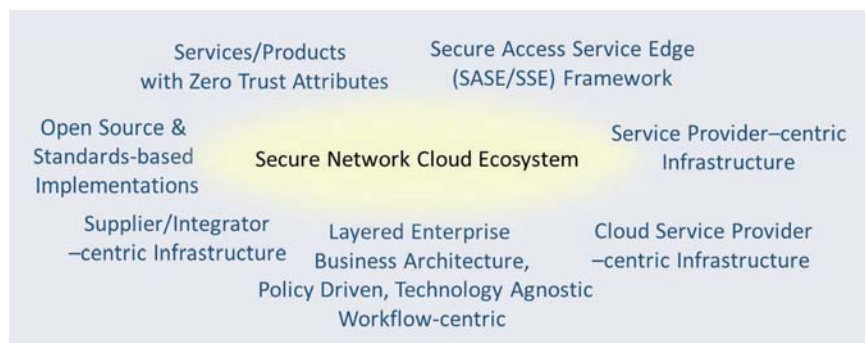 Services/Products
with Zero Trust Attributes
Secure Access Service Edge
(SASE/SSE) Framework
Open Source &
Standards-based
Implementations
Secure Network Cloud Ecosystem
Service Provider–centric
Infrastructure
Supplier/Integrator
–centric Infrastructure
Layered Enterprise
Business Architecture,
Policy Driven, Technology Agnostic
Workflow-centric
Cloud Service Provider
–centric Infrastructure